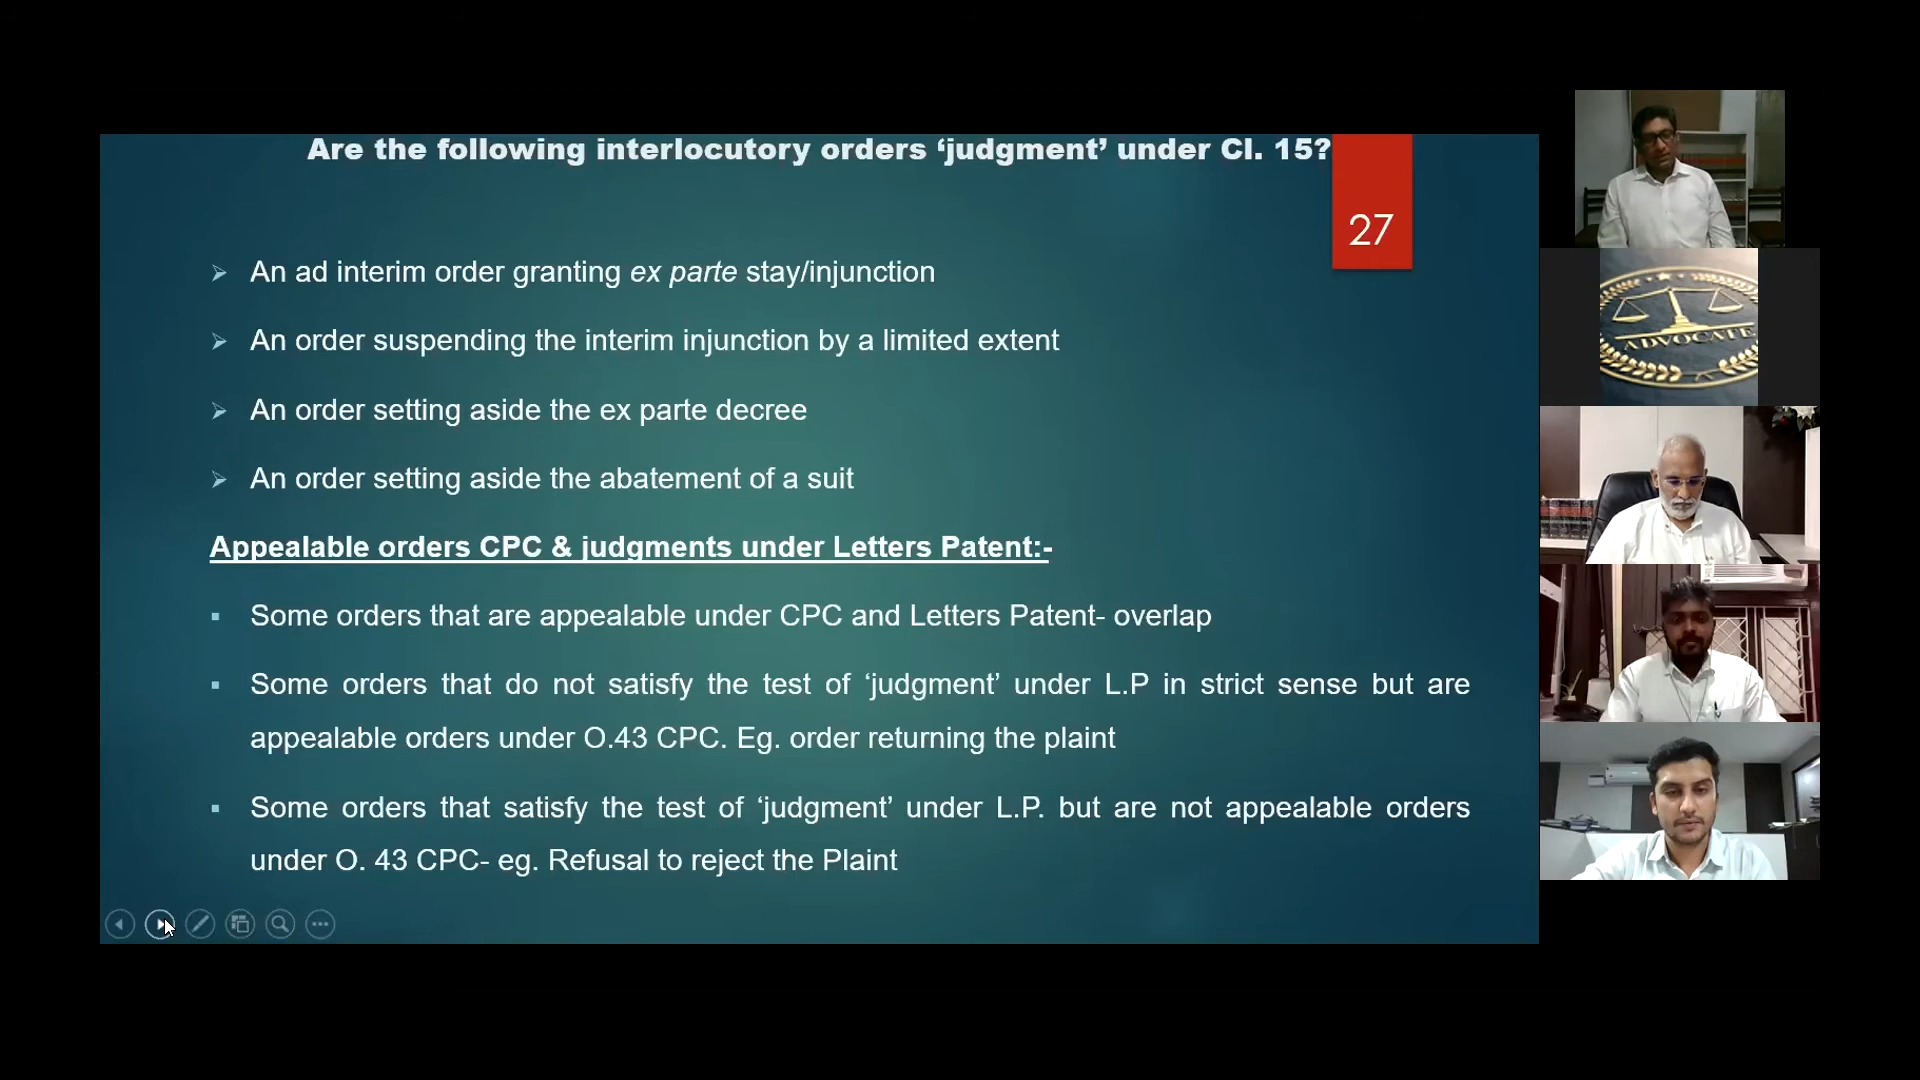 Are the following interlocutory orders ‘judgment’ under Cl. 15?
27
An ad interim order granting ex parte stay/injunction
An order suspending the interim injunction by a limited extent
An order setting aside the ex parte decree
An order setting aside the abatement of a suit
Appealable orders CPC & judgments under Letters Patent:-
Some orders that are appealable under CPC and Letters Patent- overlap
Some orders that do not satisfy the test of ‘judgment’ under L.P in strict sense but are
appealable orders under O.43 CPC. Eg. order returning the plaint
Some orders that satisfy the test of ‘judgment’ under L.P. but are not appealable orders
under O. 43 CPC- eg. Refusal to reject the Plaint
ADVOCATE